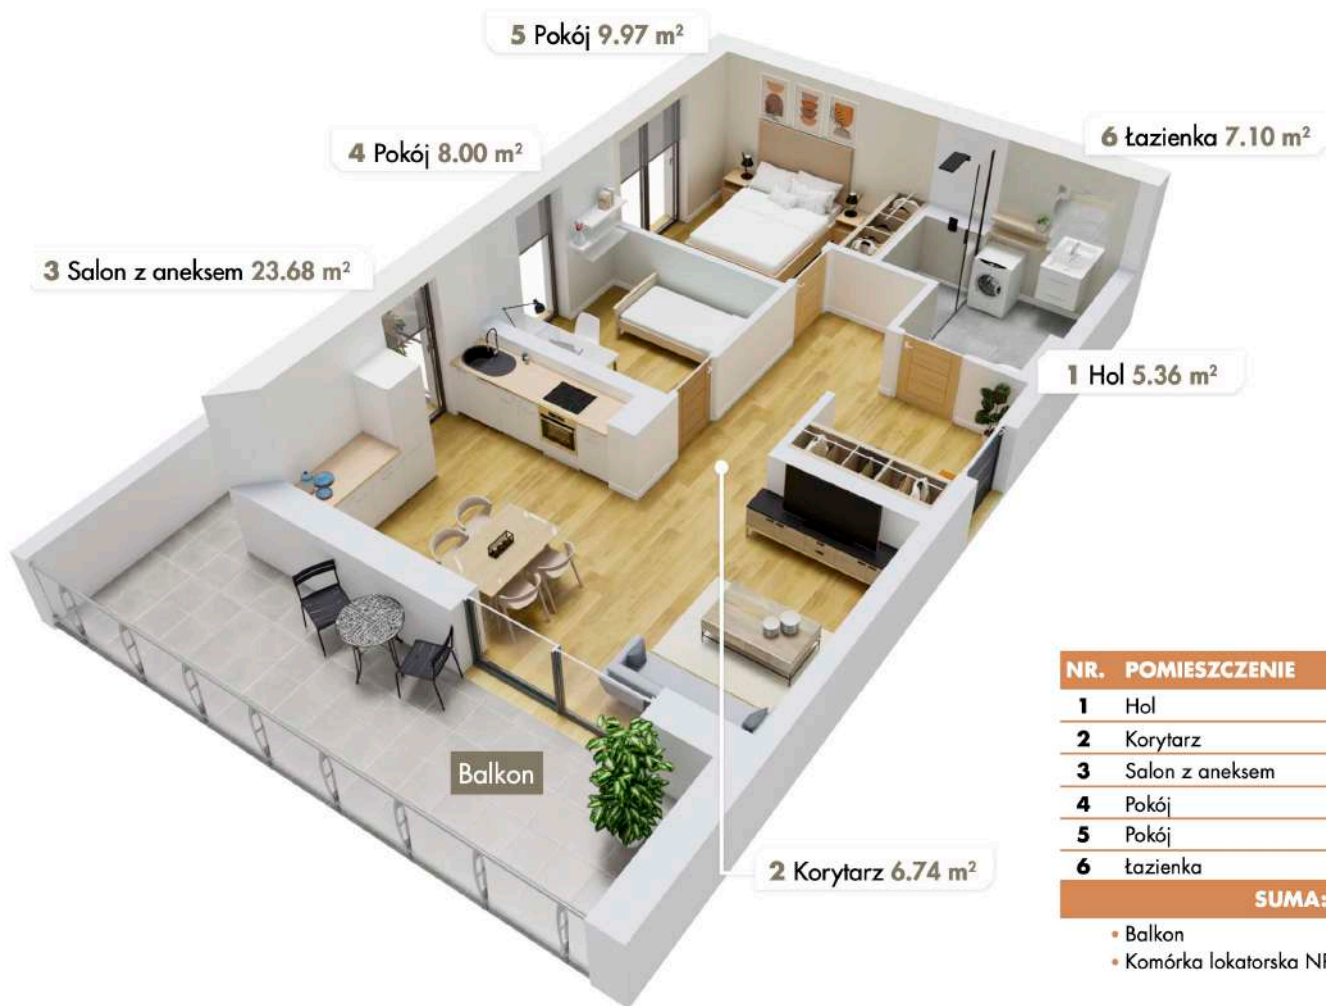 5 Pokój 9.97 m²
4 Pokój 8.00 m²
6 Łazienka 7.10 m²
3 Salon z aneksem 23.68 m²
1 Hol 5.36 m²
Balkon
2 Korytarz 6.74 m²
NR. POMIESZCZENIE
1 Hol
2 Korytarz
3 Salon z aneksem
4 Pokój
5 Pokój
6 Łazienka
SUMA:
• Balkon
• Komórka lokatorska